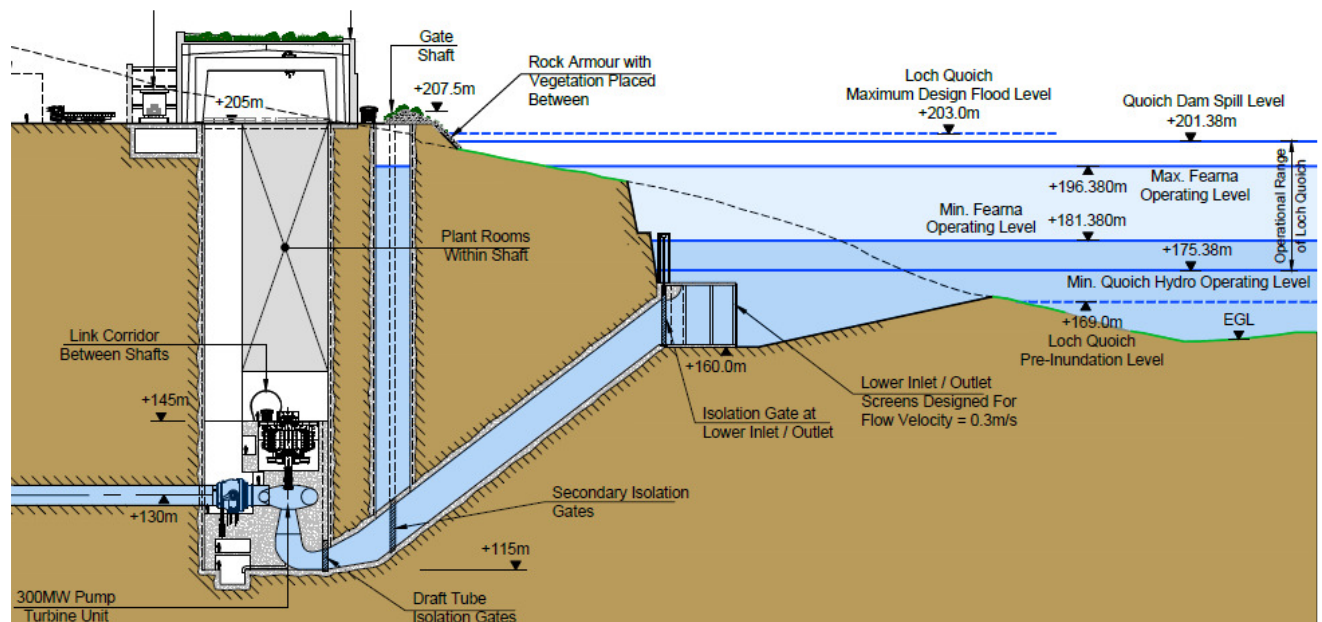 Gate
Shaft
+207.5m
+205m
Rock Armour with
Vegetation Placed
Between
Loch Quoich
Maximum Design Flood Level
+203.0m
Quoich Dam Spill Level
+201.38m
+196.380m
Max. Fearna
Operating Level
Operational Range
of Loch Quoich
Min. Fearna
Operating Level
+181.380m
+175.38m
Min. Quoich Hydro Operating Level
+169.0m
Loch Quoich
Pre-Inundation Level
EGL
Plant Rooms
Within Shaft
Link Corridor
Between Shafts
+145m
+160.0m
Isolation Gate at
Lower Inlet / Outlet
Lower Inlet / Outlet
Screens Designed For
Flow Velocity = 0.3m/s
+130m
Secondary Isolation
Gates
+115m
300MW Pump
Turbine Unit
Draft Tube
Isolation Gates